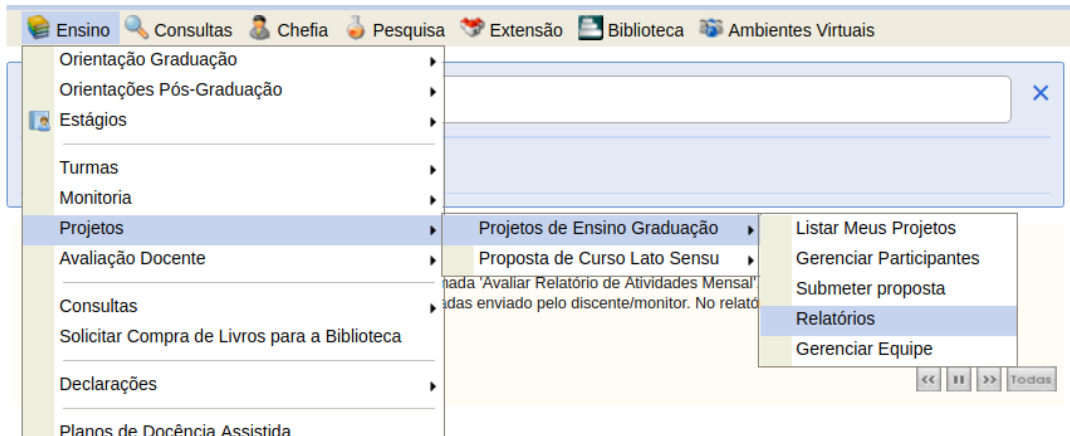 Ensino Consultas Chefia Pesquisa Extensão Biblioteca Ambientes Virtuais
Orientação Graduação
Orientações Pós-Graduação
Estágios
Turmas
Monitoria
Projetos
Avaliação Docente
Consultas
Solicitar Compra de Livros para a Biblioteca
Declarações
Planos de Docência Assistida
Projetos de Ensino Graduação
Proposta de Curso Lato Sensu
Listar Meus Projetos
Gerenciar Participantes
Submeter proposta
Relatórios
Gerenciar Equipe
'Avaliar Relatório de Atividades Mensal'
enviado pelo discente/monitor. No
Todas